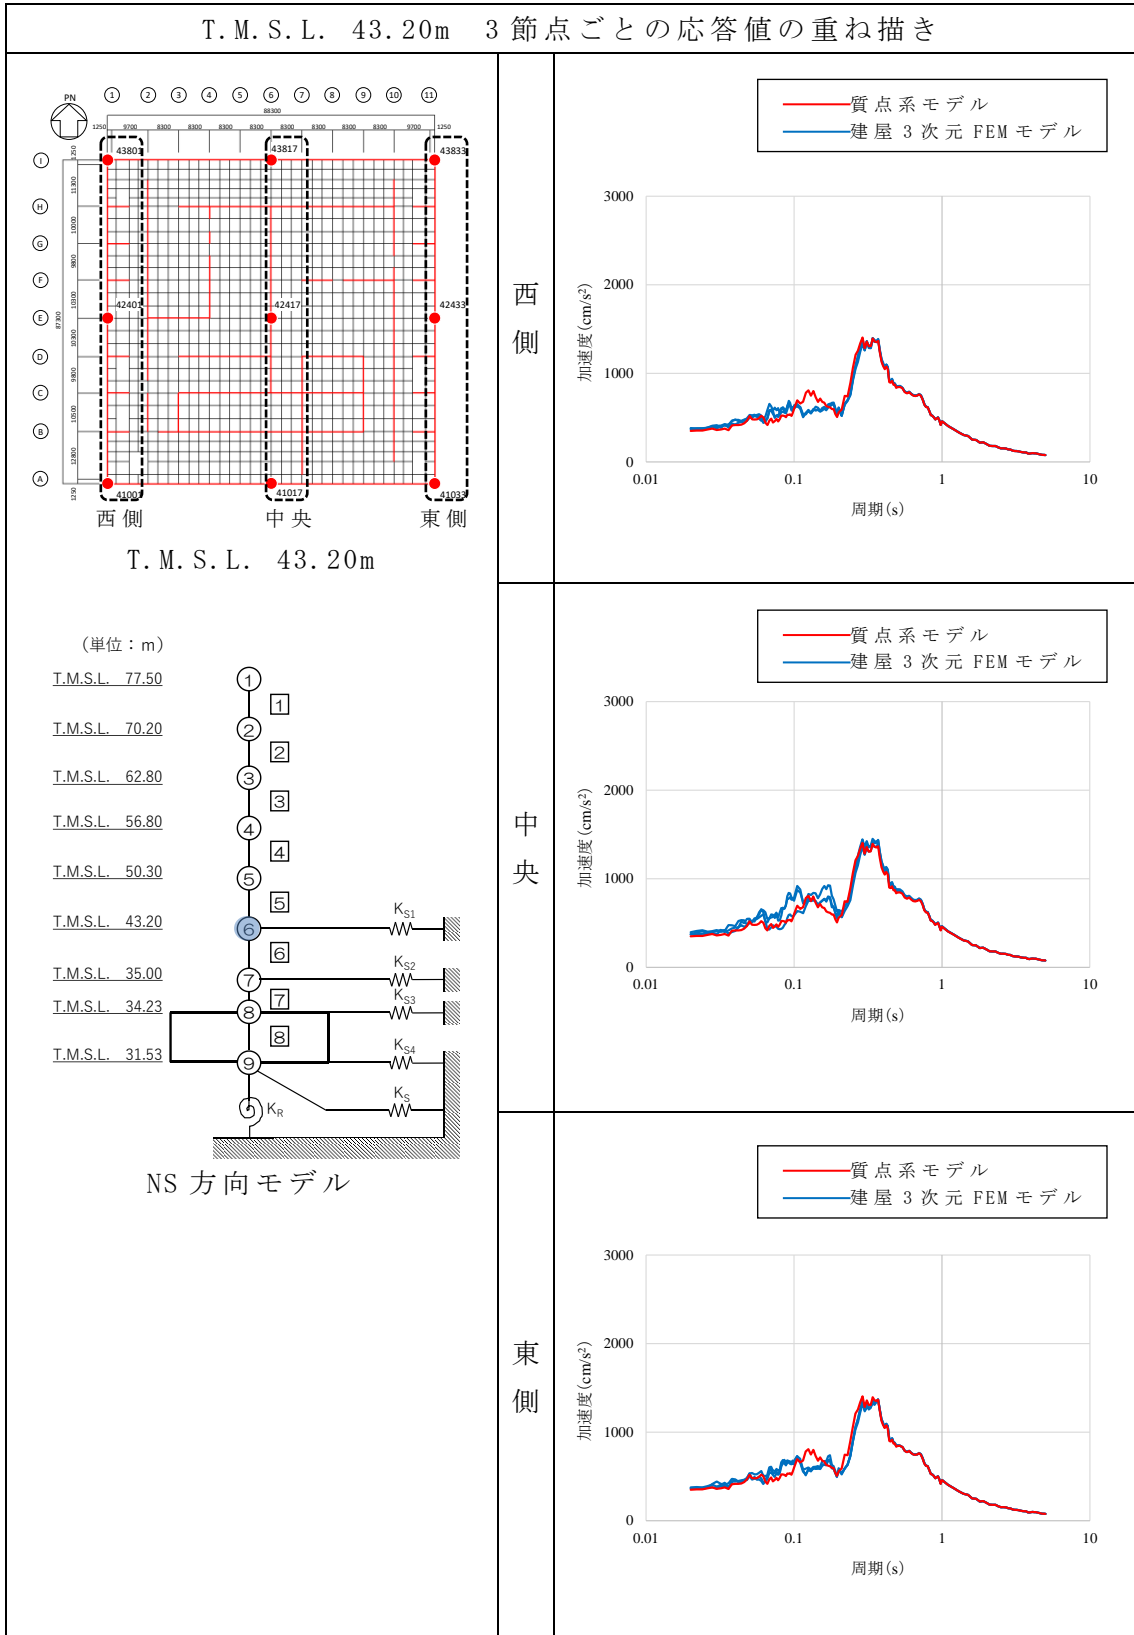 T.M.S.L. 43.20m 3節点ごとの応答値の重ね描き
PN
① ② ③ ④ ⑤ ⑥ ⑦ ⑧ ⑨ ⑩ ⑪
88300
1250 9700 8300 8300 8300 8300 8300 8300 8300 9700 1250
Ⓘ
Ⓗ
Ⓖ
Ⓕ
Ⓔ
Ⓓ
Ⓒ
Ⓑ
Ⓐ
87300
1250
11300
10000
9800
10300
10300
9800
10500
12800
1250
43801 43817 43833
42401 42417 42433
41001 41017 41033
西側 中央 東側
T.M.S.L. 43.20m
(単位：m)
T.M.S.L. 77.50 ①
1
T.M.S.L. 70.20 ②
2
T.M.S.L. 62.80 ③
3
T.M.S.L. 56.80 ④
4
T.M.S.L. 50.30 ⑤
5
T.M.S.L. 43.20 ⑥ KS1
6
T.M.S.L. 35.00 ⑦ KS2
7
T.M.S.L. 34.23 ⑧ KS3
8
T.M.S.L. 31.53 ⑨ KS4
KS
KR
NS方向モデル
西側
質点系モデル
建屋3次元FEMモデル
3000
2000
1000
0
加速度(cm/s²)
0.01 0.1 1 10
周期(s)
中央
質点系モデル
建屋3次元FEMモデル
3000
2000
1000
0
加速度(cm/s²)
0.01 0.1 1 10
周期(s)
東側
質点系モデル
建屋3次元FEMモデル
3000
2000
1000
0
加速度(cm/s²)
0.01 0.1 1 10
周期(s)